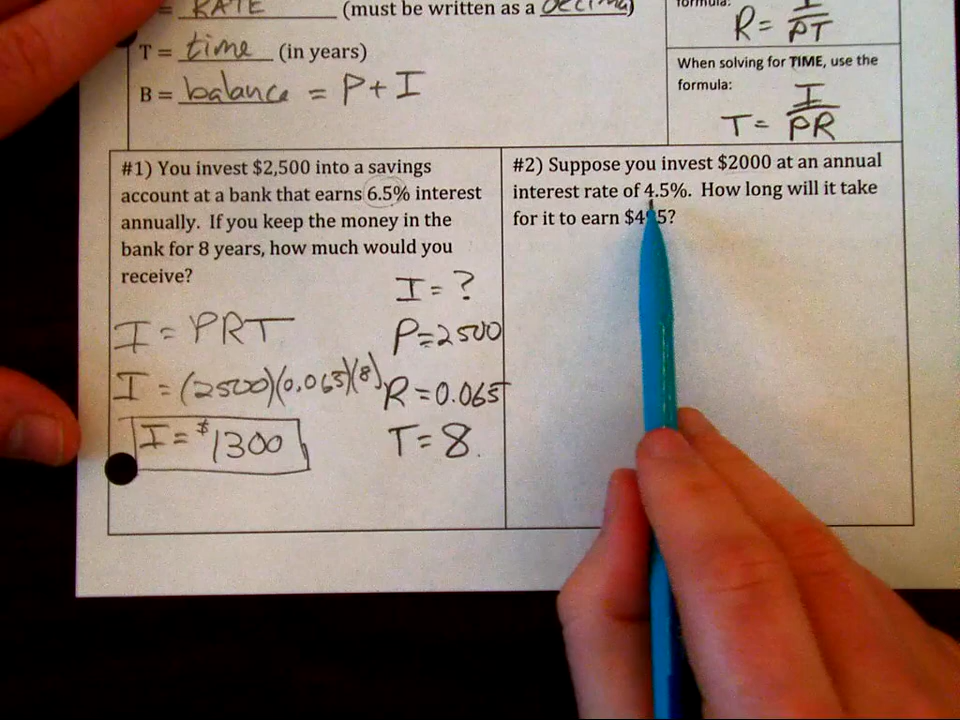 = RATE (must be written as a decimal)
T = time (in years)
B = balance = P+I
formula:
R = I/PT
When solving for TIME, use the
formula:
T = I/PR
#1) You invest $2,500 into a savings
account at a bank that earns 6.5% interest
annually. If you keep the money in the
bank for 8 years, how much would you
receive?
I = ?
I = PRT
P = 2500
I = (2500)(0.065)(8)
R = 0.065
I = $1300
T = 8
#2) Suppose you invest $2000 at an annual
interest rate of 4.5%. How long will it take
for it to earn